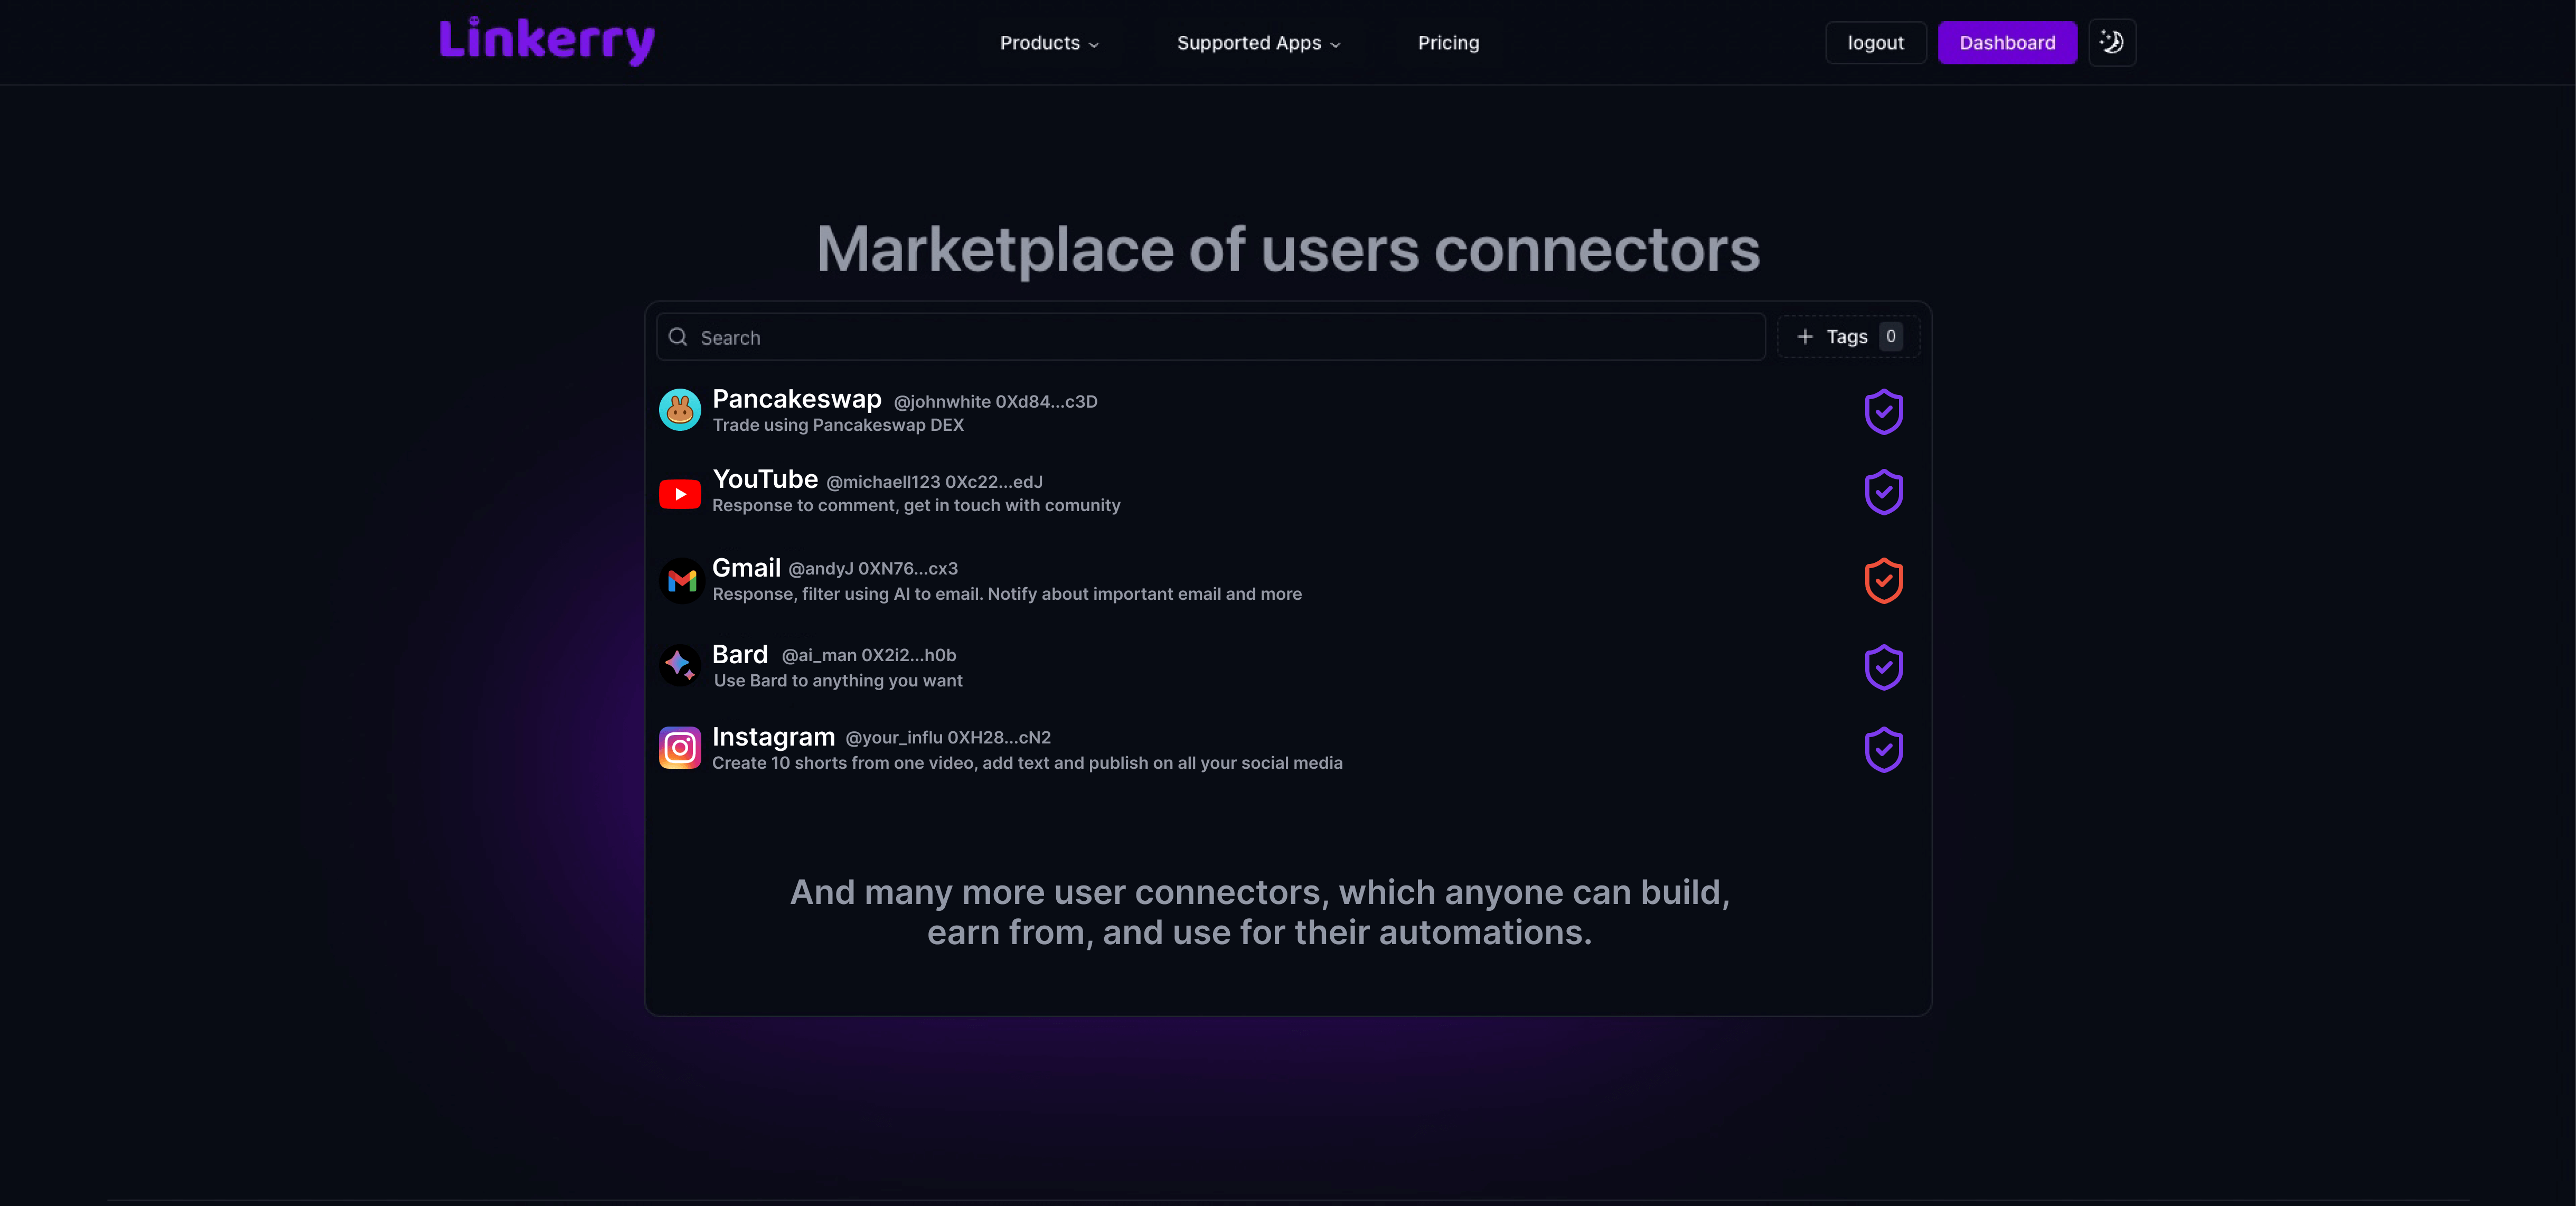 Linkerry
Products
Supported Apps
Pricing
logout
Dashboard
Marketplace of users connectors
Search
Tags 0
Pancakeswap @johnwhite 0Xd84...c3D
Trade using Pancakeswap DEX
YouTube @michaell123 0Xc22...edJ
Response to comment, get in touch with comunity
Gmail @andyJ 0XN76...cx3
Response, filter using AI to email. Notify about important email and more
Bard @ai_man 0X2i2...h0b
Use Bard to anything you want
Instagram @your_influ 0XH28...cN2
Create 10 shorts from one video, add text and publish on all your social media
And many more user connectors, which anyone can build,
earn from, and use for their automations.